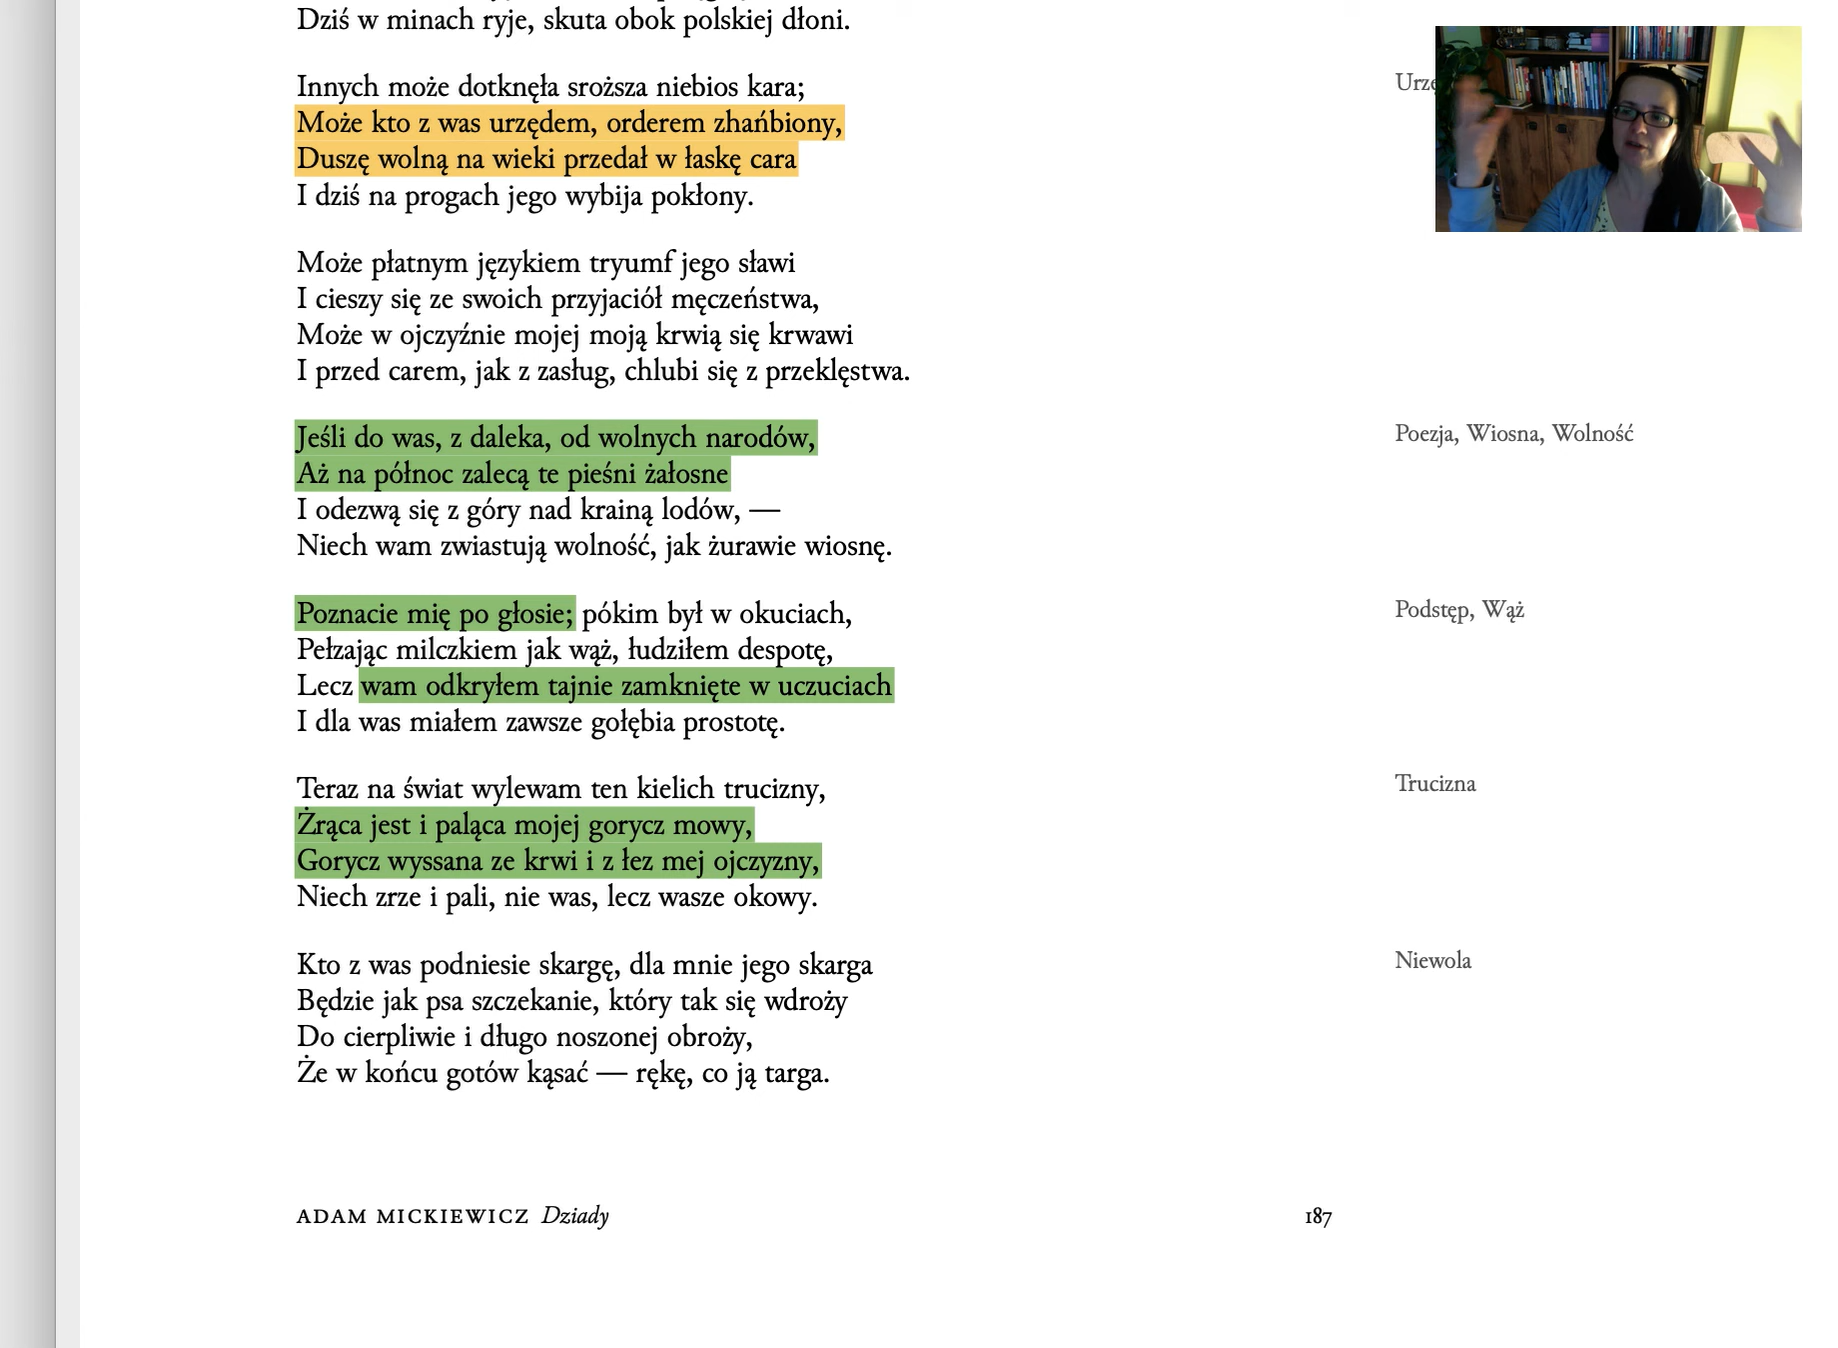 Dziś w minach ryje, skuta obok polskiej dłoni.
Innych może dotknęła sroższa niebios kara;
Może kto z was urzędem, orderem zhańbiony,
Duszę wolną na wieki przedał w łaskę cara
I dziś na progach jego wybija pokłony.
Może płatnym językiem tryumf jego sławi
I cieszy się ze swoich przyjaciół męczeństwa,
Może w ojczyźnie mojej moją krwią się krwawi
I przed carem, jak z zasług, chlubi się z przeklęstwa.
Jeśli do was, z daleka, od wolnych narodów,
Poezja, Wiosna, Wolność
Aż na północ zalecą te pieśni żałosne
I odezwą się z góry nad krainą lodów, —
Niech wam zwiastują wolność, jak żurawie wiosnę.
Poznacie mię po głosie; pókim był w okuciach,
Podstęp, Wąż
Pełzając milczkiem jak wąż, łudziłem despotę,
Lecz wam odkryłem tajnie zamknięte w uczuciach
I dla was miałem zawsze gołębia prostotę.
Teraz na świat wylewam ten kielich trucizny,
Trucizna
Żrąca jest i paląca mojej gorycz mowy,
Gorycz wyssana ze krwi i z łez mej ojczyzny,
Niech zrze i pali, nie was, lecz wasze okowy.
Kto z was podniesie skargę, dla mnie jego skarga
Niewola
Będzie jak psa szczekanie, który tak się wdroży
Do cierpliwie i długo noszonej obroży,
Że w końcu gotów kąsać — rękę, co ją targa.
ADAM MICKIEWICZ Dziady
187